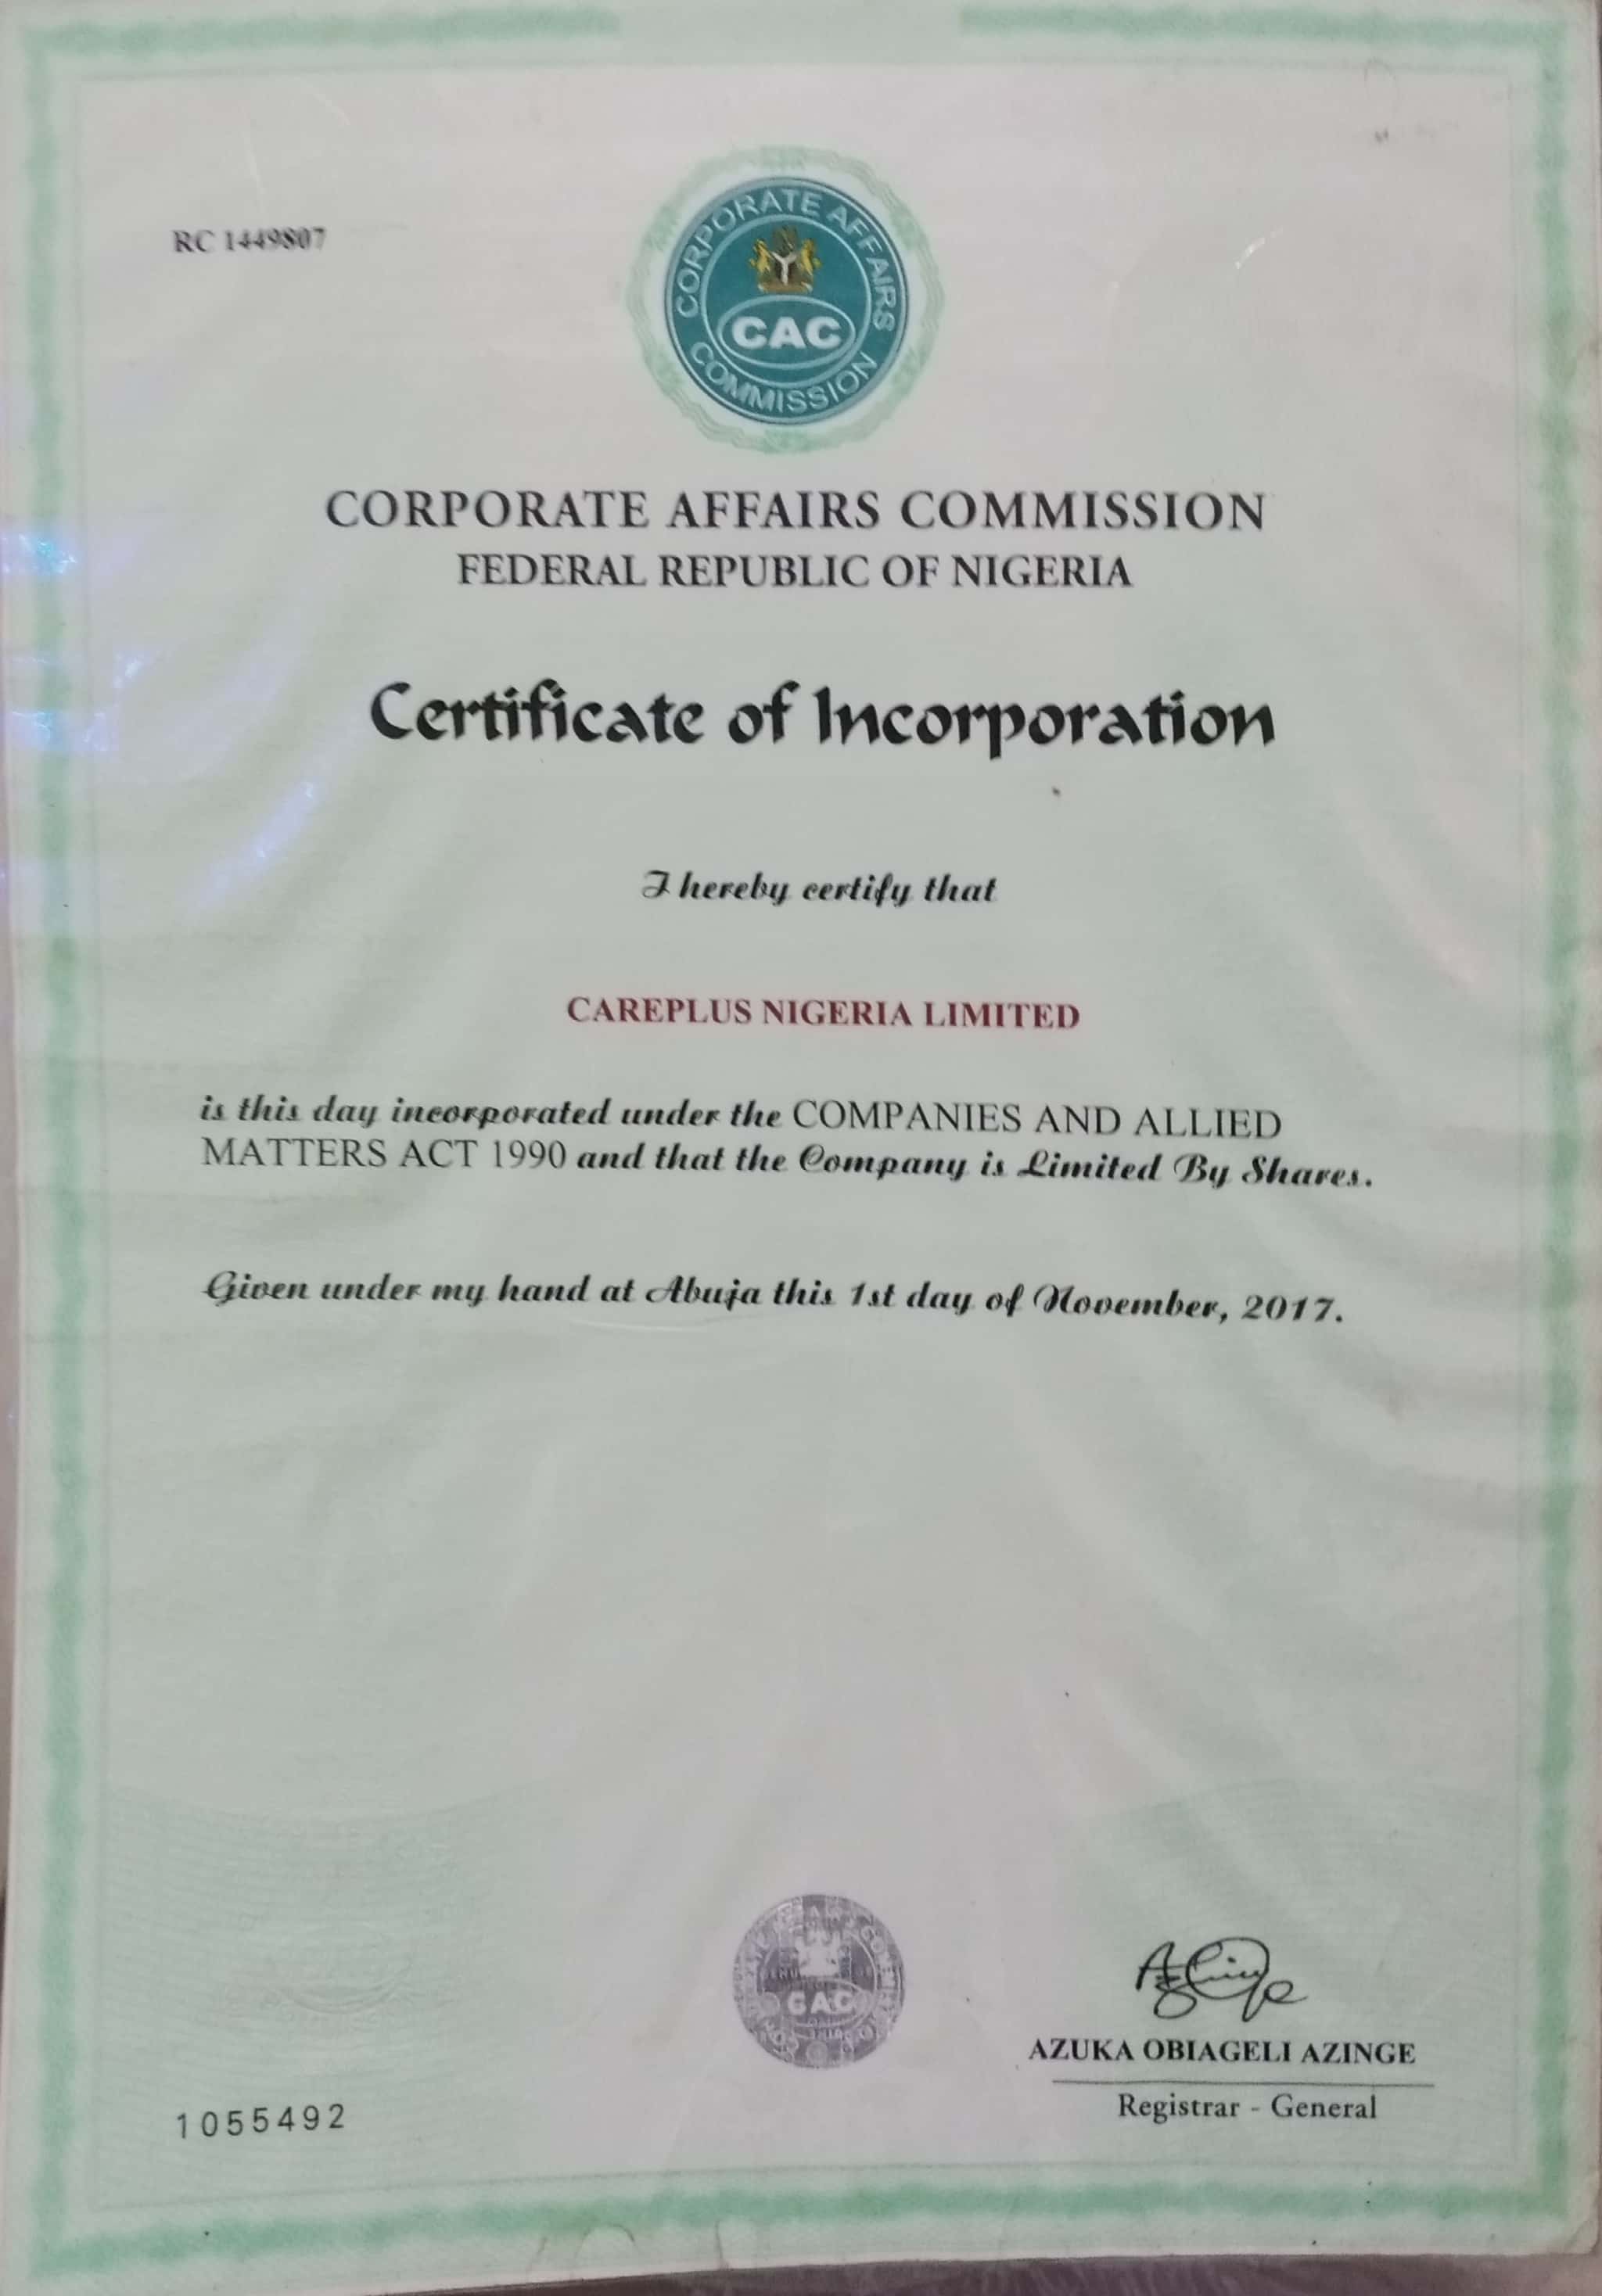 RC 1449807
CORPORATE AFFAIRS COMMISSION
CAC
CORPORATE AFFAIRS COMMISSION
FEDERAL REPUBLIC OF NIGERIA
Certificate of Incorporation
I hereby certify that
CAREPLUS NIGERIA LIMITED
is this day incorporated under the COMPANIES AND ALLIED
MATTERS ACT 1990 and that the Company is Limited By Shares.
Given under my hand at Abuja this 1st day of November, 2017.
CAC
AZUKA OBIAGELI AZINGE
Registrar - General
1055492